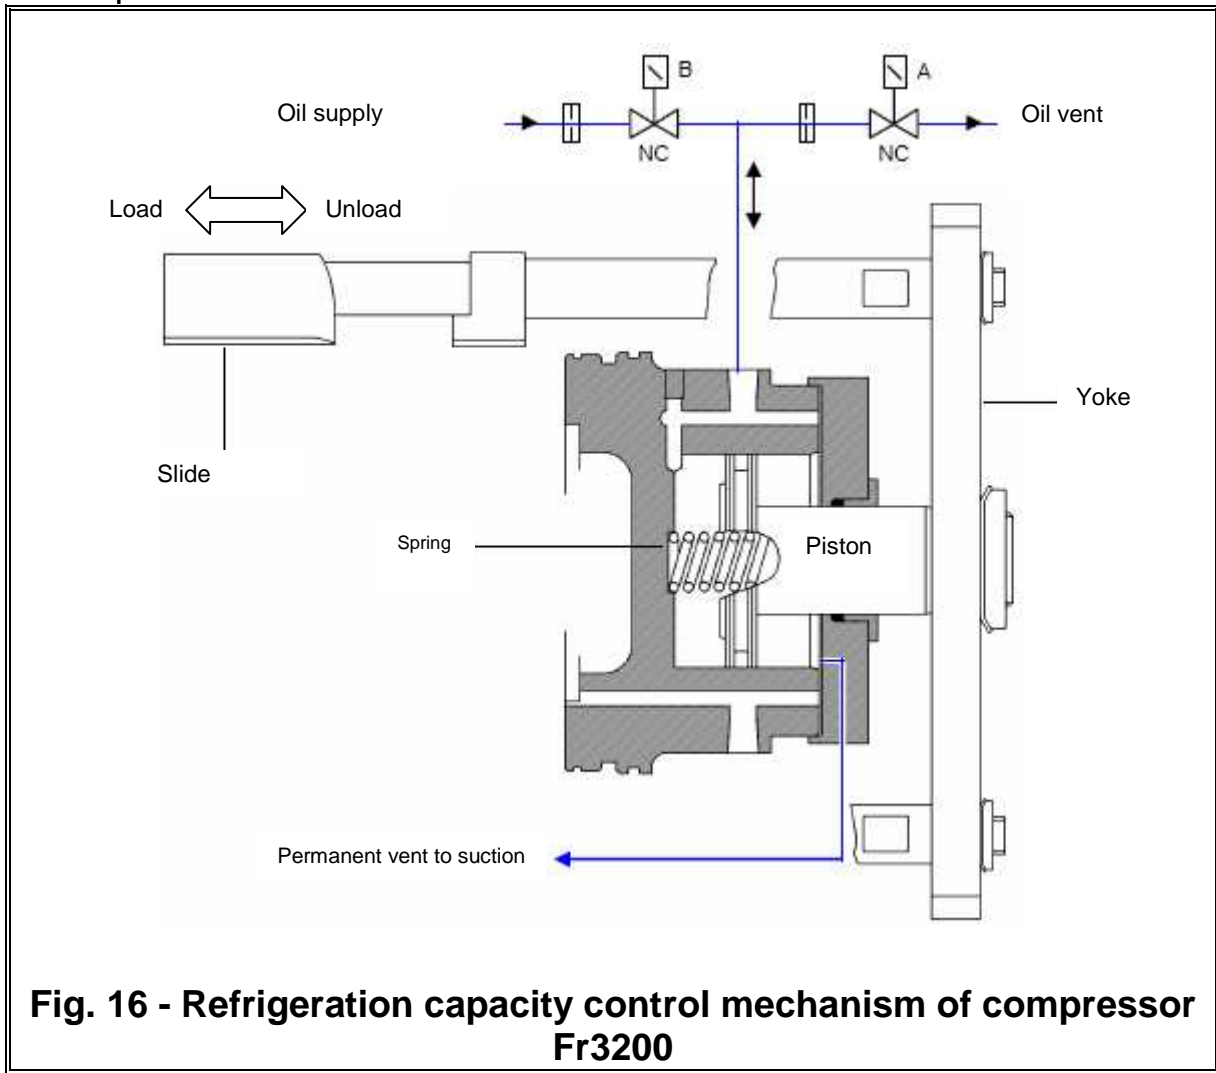 B
A
Oil supply
Oil vent
NC
NC
Load
Unload
Yoke
Slide
Spring
Piston
Permanent vent to suction
Fig. 16 - Refrigeration capacity control mechanism of compressor
Fr3200